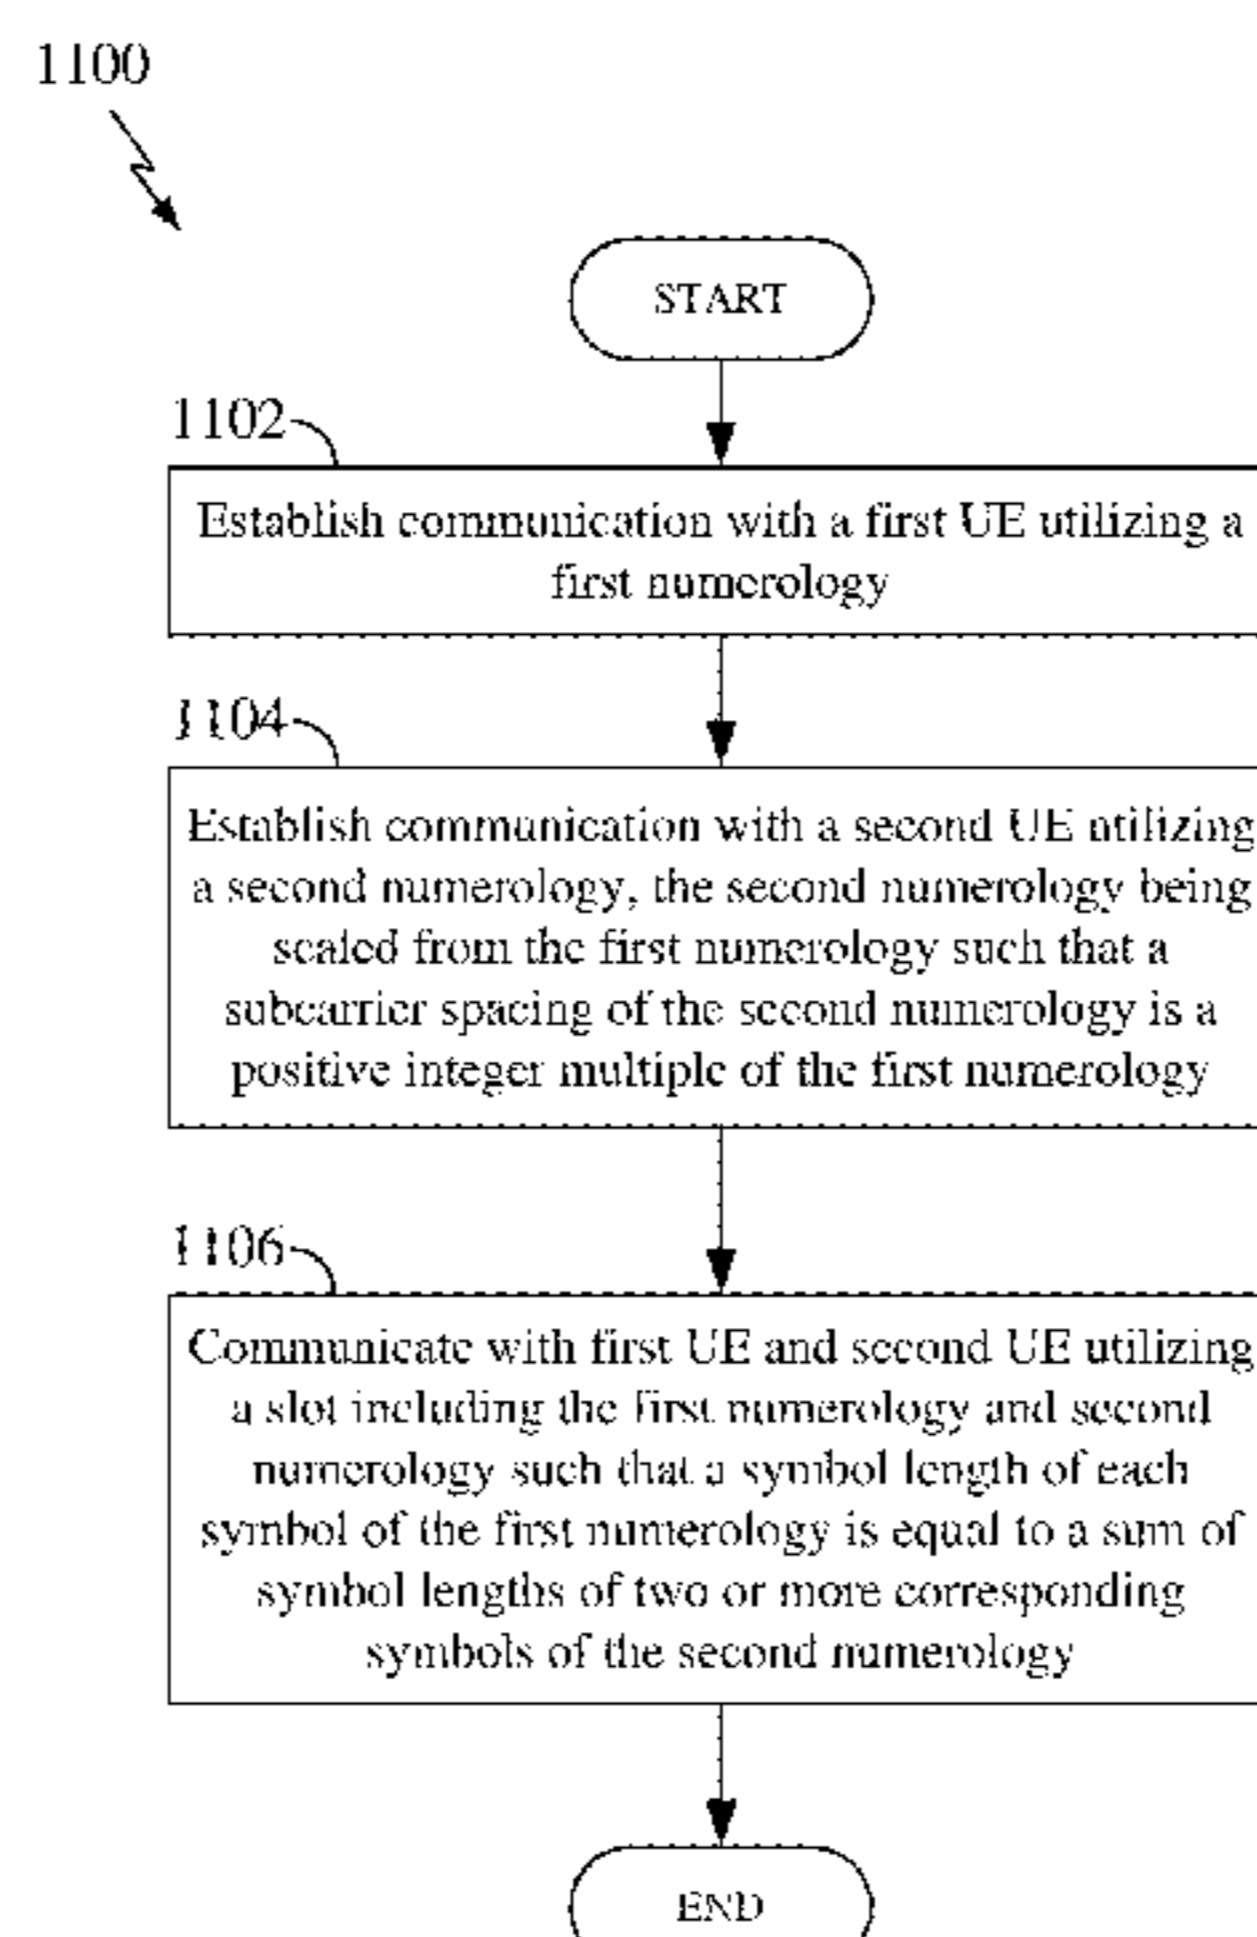 1100
START
1102
Establish communication with a first UE utilizing a
first numerology
1104
Establish communication with a second UE utilizing
a second numerology, the second numerology being
scaled from the first numerology such that a
subcarrier spacing of the second numerology is a
positive integer multiple of the first numerology
1106
Communicate with first UE and second UE utilizing
a slot including the first numerology and second
numerology such that a symbol length of each
symbol of the first numerology is equal to a sum of
symbol lengths of two or more corresponding
symbols of the second numerology
END